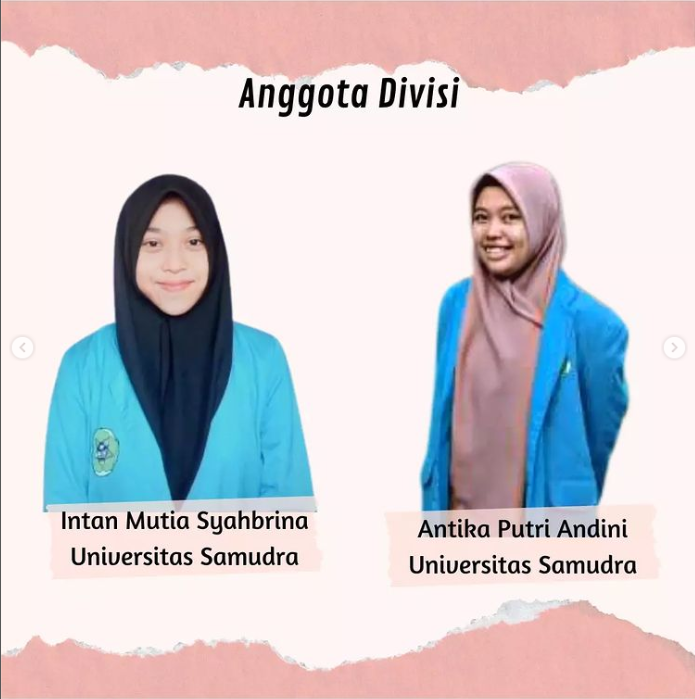 Anggota Divisi
Intan Mutia Syahbrina
Universitas Samudra
Antika Putri Andini
Universitas Samudra